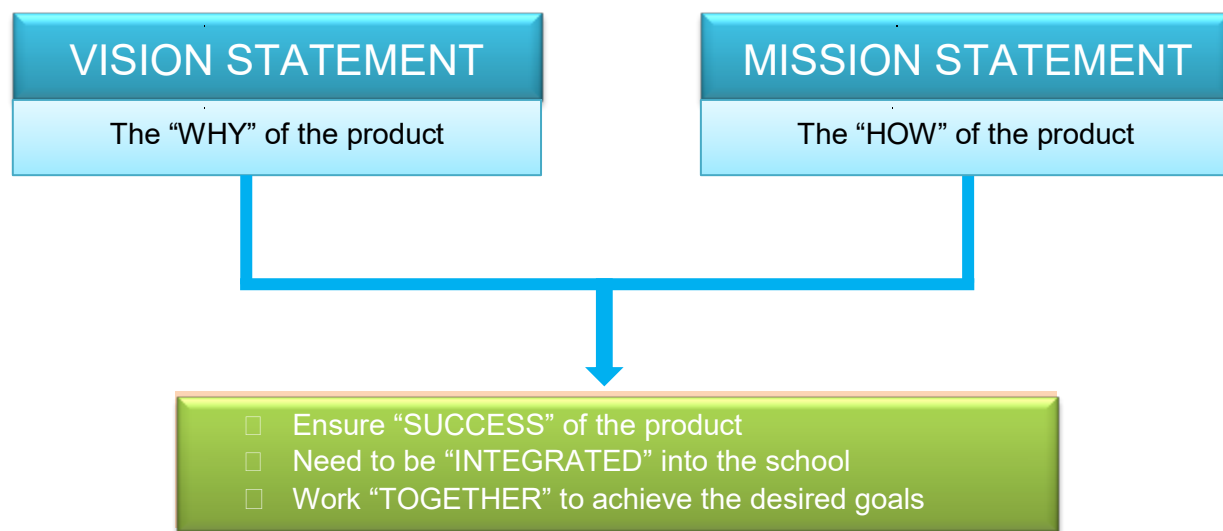 VISION STATEMENT
The “WHY” of the product
MISSION STATEMENT
The “HOW” of the product
Ensure “SUCCESS” of the product
Need to be “INTEGRATED” into the school
Work “TOGETHER” to achieve the desired goals